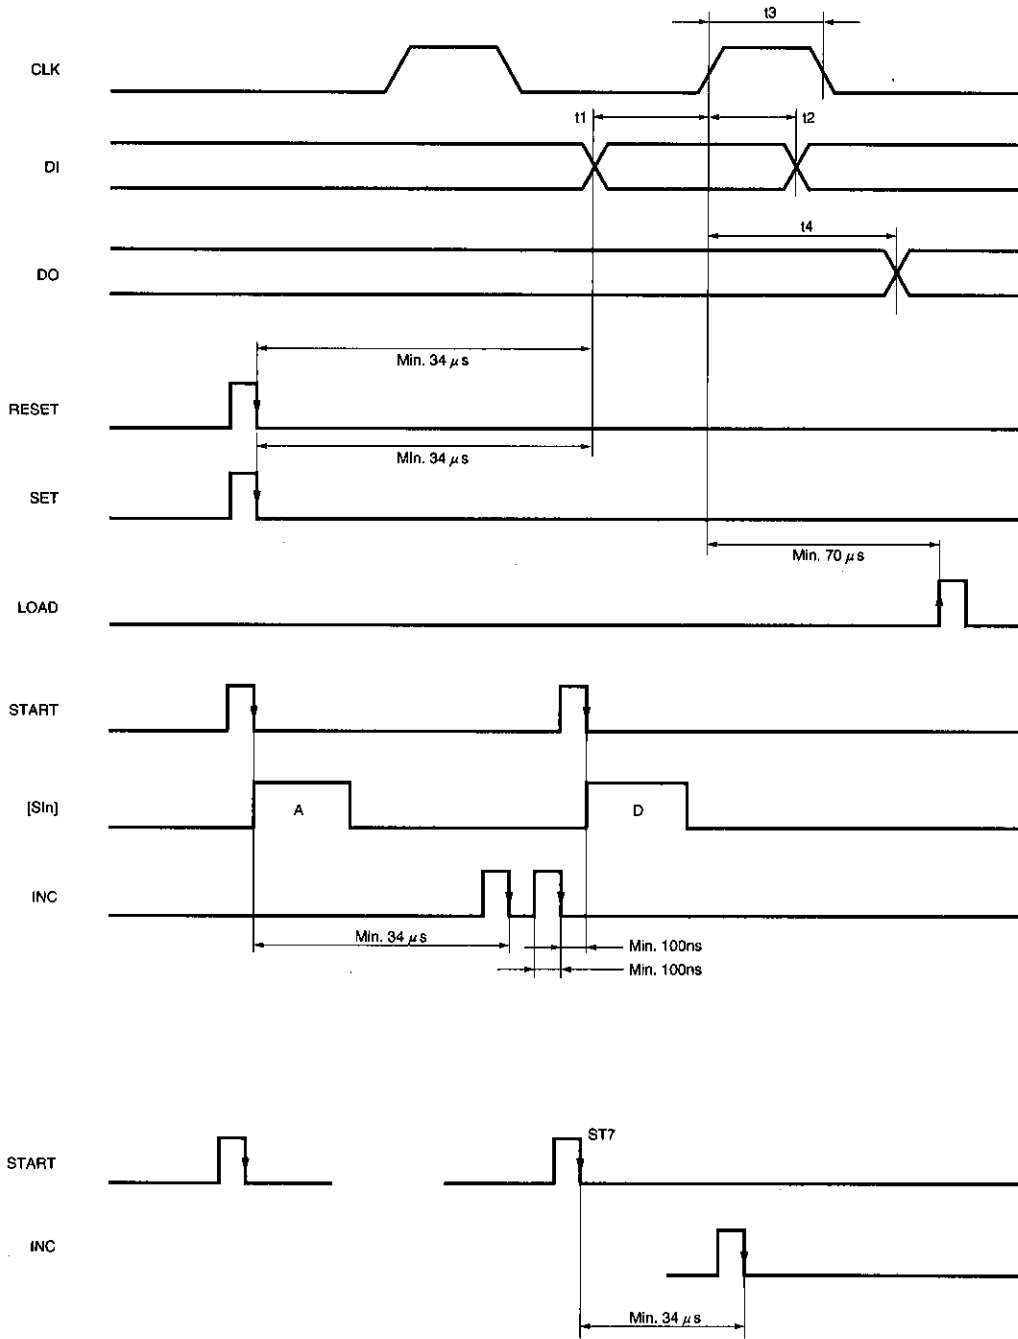 t3
CLK
t1
t2
DI
t4
DO
Min. 34 μs
RESET
Min. 34 μs
SET
Min. 70 μs
LOAD
START
[SIn]
A
D
INC
Min. 34 μs
Min. 100ns
Min. 100ns
ST7
START
INC
Min. 34 μs